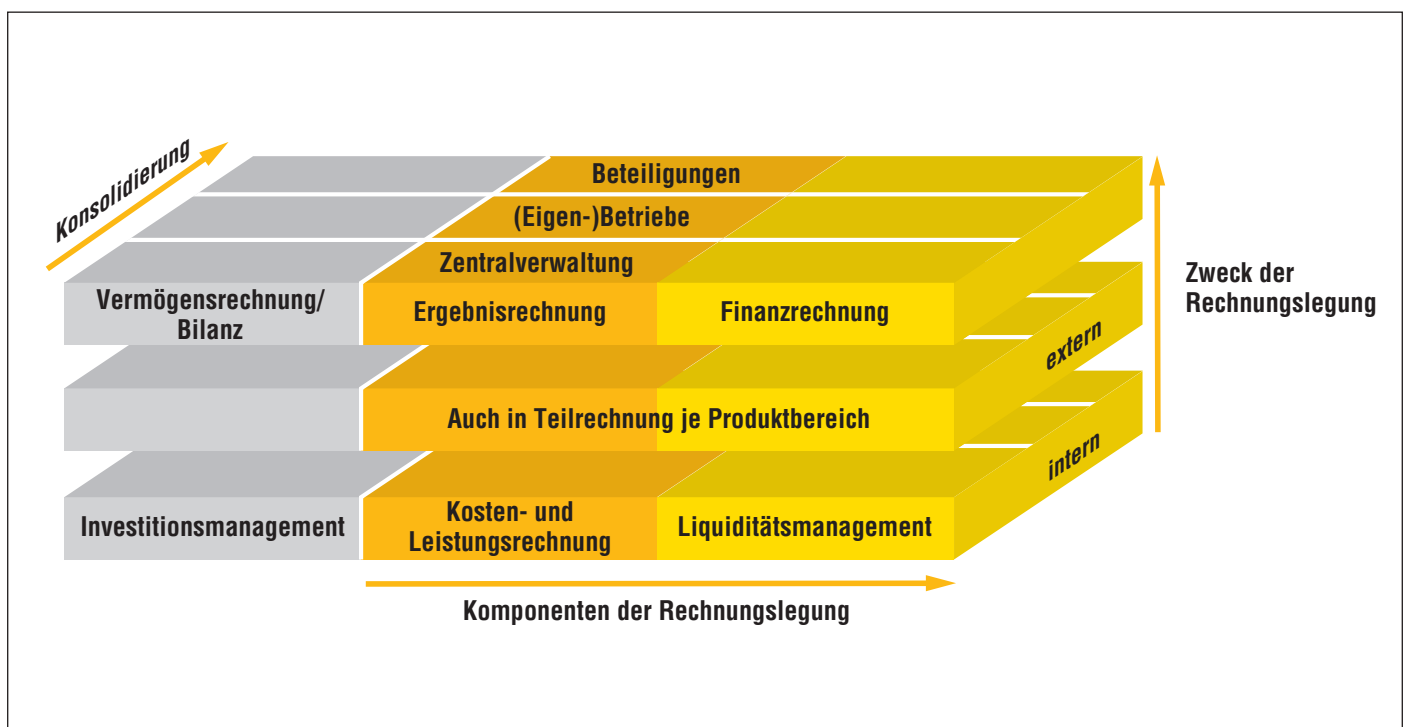 Konsolidierung
Beteiligungen
(Eigen-)Betriebe
Zentralverwaltung
Vermögensrechnung/
Bilanz
Ergebnisrechnung
Finanzrechnung
Zweck der
Rechnungslegung
extern
Auch in Teilrechnung je Produktbereich
intern
Investitionsmanagement
Kosten- und
Leistungsrechnung
Liquiditätsmanagement
Komponenten der Rechnungslegung